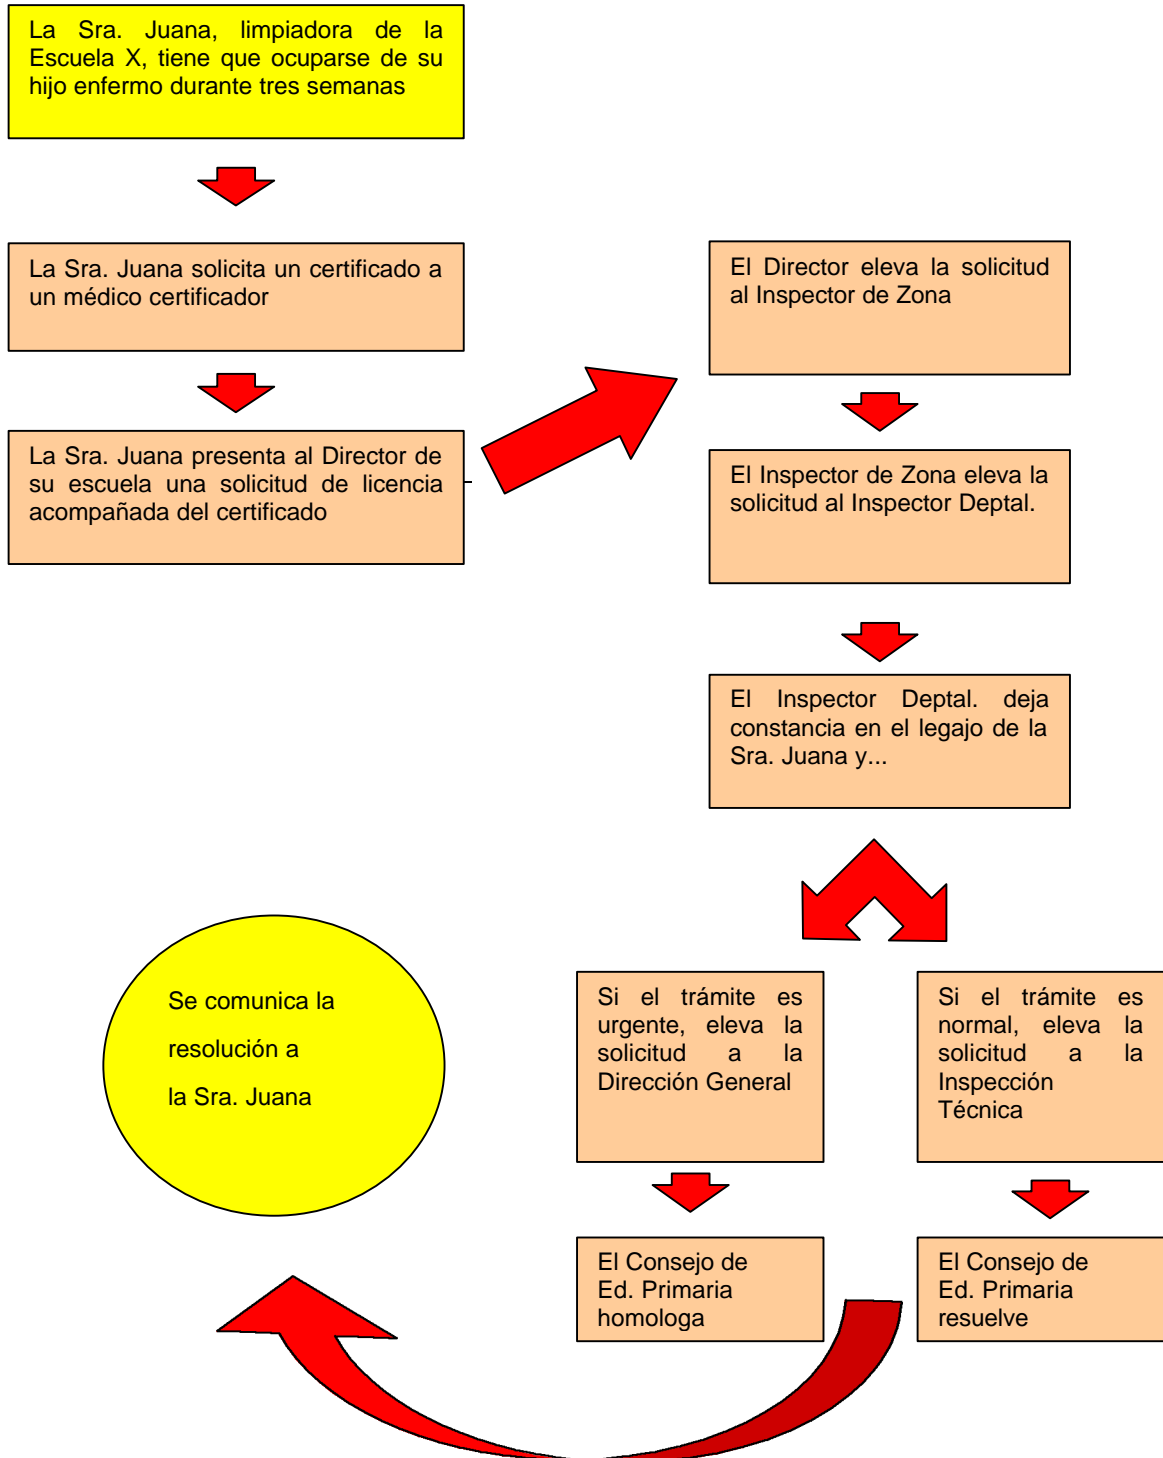 La Sra. Juana, limpiadora de la
Escuela X, tiene que ocuparse de su
hijo enfermo durante tres semanas
La Sra. Juana solicita un certificado a
un médico certificador
La Sra. Juana presenta al Director de
su escuela una solicitud de licencia
acompañada del certificado
El Director eleva la solicitud
al Inspector de Zona
El Inspector de Zona eleva la
solicitud al Inspector Deptal.
El Inspector Deptal. deja
constancia en el legajo de la
Sra. Juana y...
Si el trámite es
urgente, eleva la
solicitud a la
Dirección General
Si el trámite es
normal, eleva la
solicitud a la
Inspección
Técnica
El Consejo de
Ed. Primaria
homologa
El Consejo de
Ed. Primaria
resuelve
Se comunica la
resolución a
la Sra. Juana